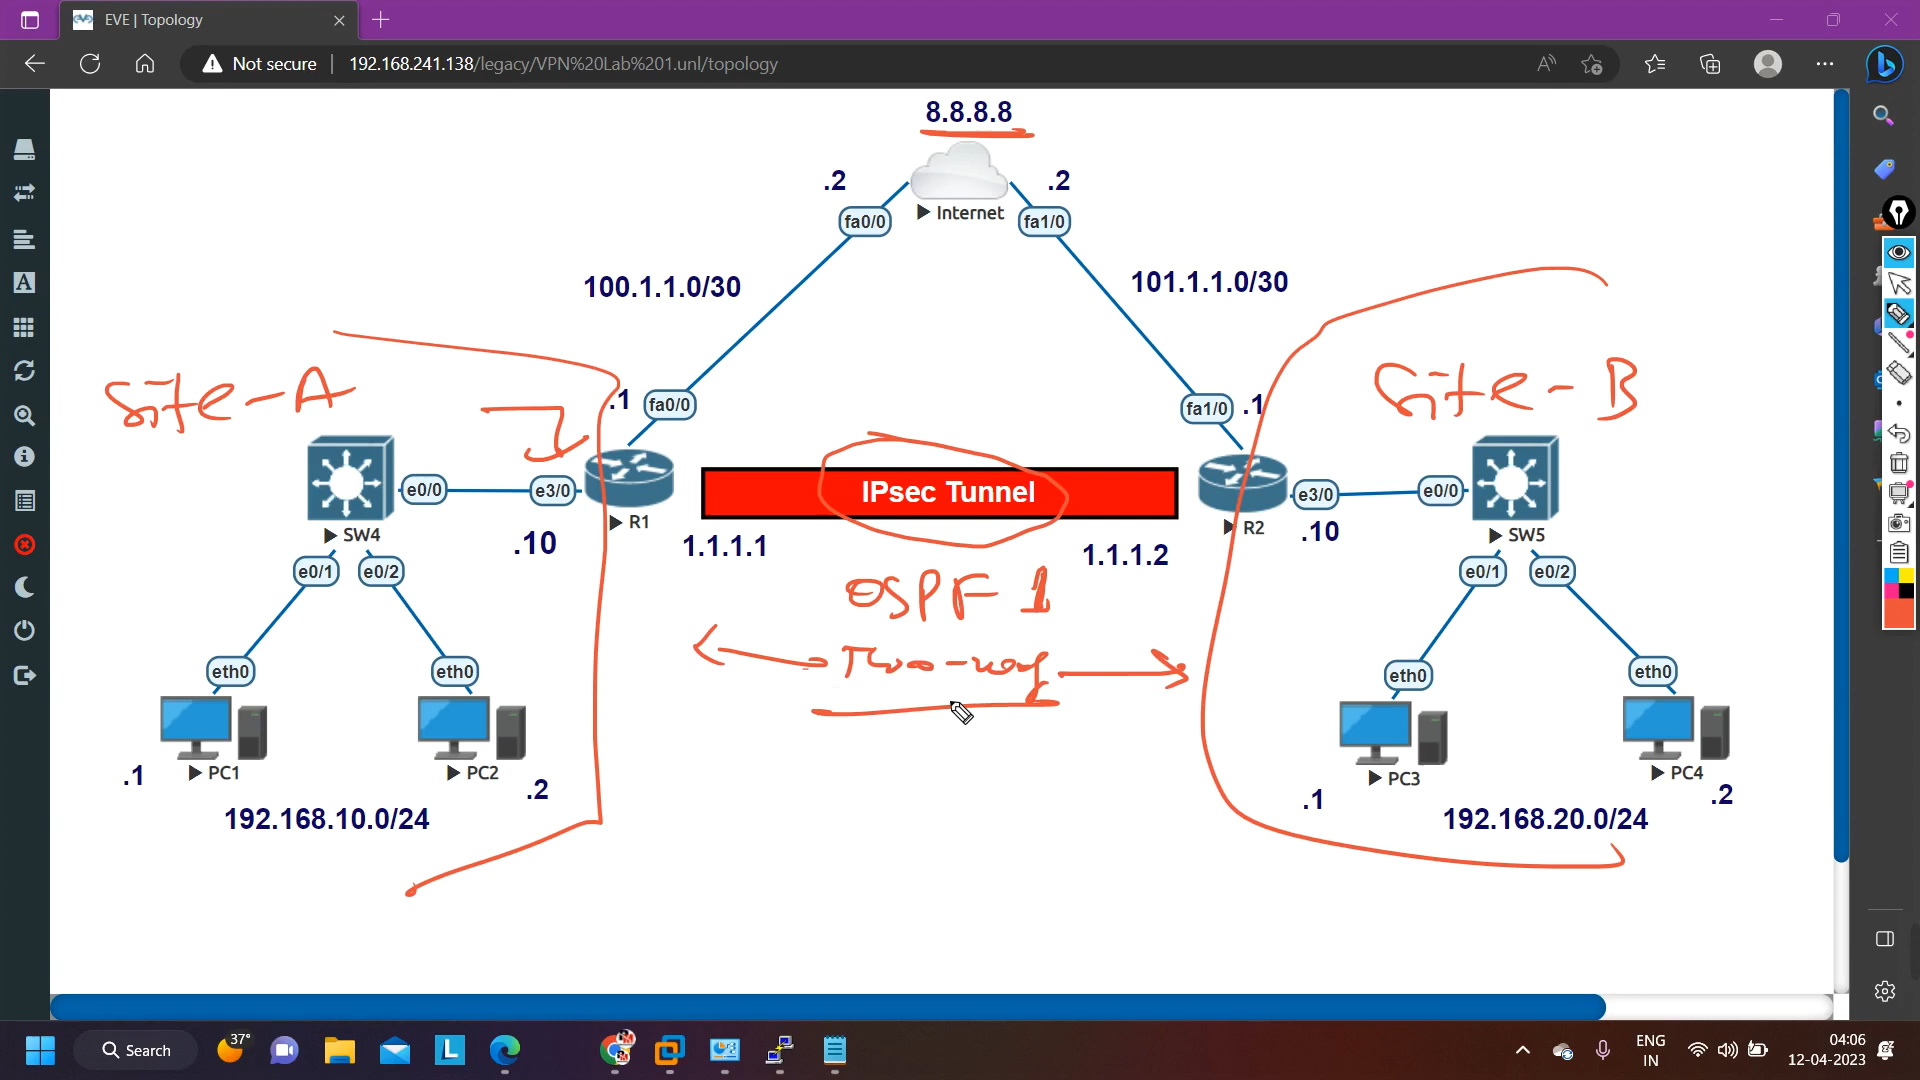 EVE | Topology
Not secure
192.168.241.138/legacy/VPN%20Lab%201.unl/topology
8.8.8.8
.2
.2
Internet
fa0/0
fa1/0
100.1.1.0/30
101.1.1.0/30
Site-A
Site-B
.1
fa0/0
fa1/0
.1
IPsec Tunnel
e0/0
e3/0
e3/0
e0/0
R1
R2
SW4
SW5
.10
.10
1.1.1.1
1.1.1.2
e0/1
e0/2
e0/1
e0/2
OSPF 1
Two-way
eth0
eth0
eth0
eth0
PC1
PC2
PC3
PC4
.1
.2
.1
.2
192.168.10.0/24
192.168.20.0/24
37°
Search
ENG
IN
04:06
12-04-2023